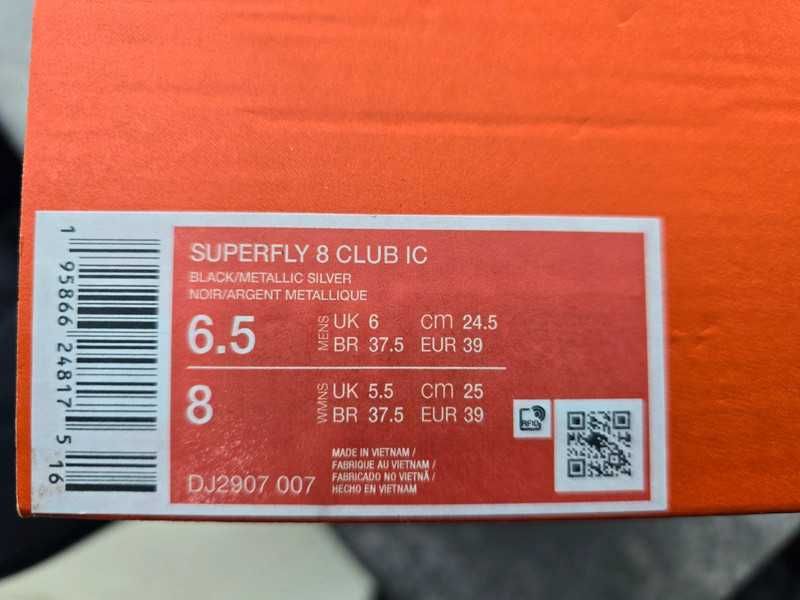 SUPERFLY 8 CLUB IC
BLACK/METALLIC SILVER
NOIR/ARGENT METALLIQUE
6.5 MENS UK 6 cm 24.5
BR 37.5 EUR 39
8 WMNS UK 5.5 cm 25
BR 37.5 EUR 39
MADE IN VIETNAM /
FABRIQUE AU VIETNAM /
FABRICADO NO VIETNÃ /
HECHO EN VIETNAM
DJ2907 007
RFID
1 95866 24817 5 16